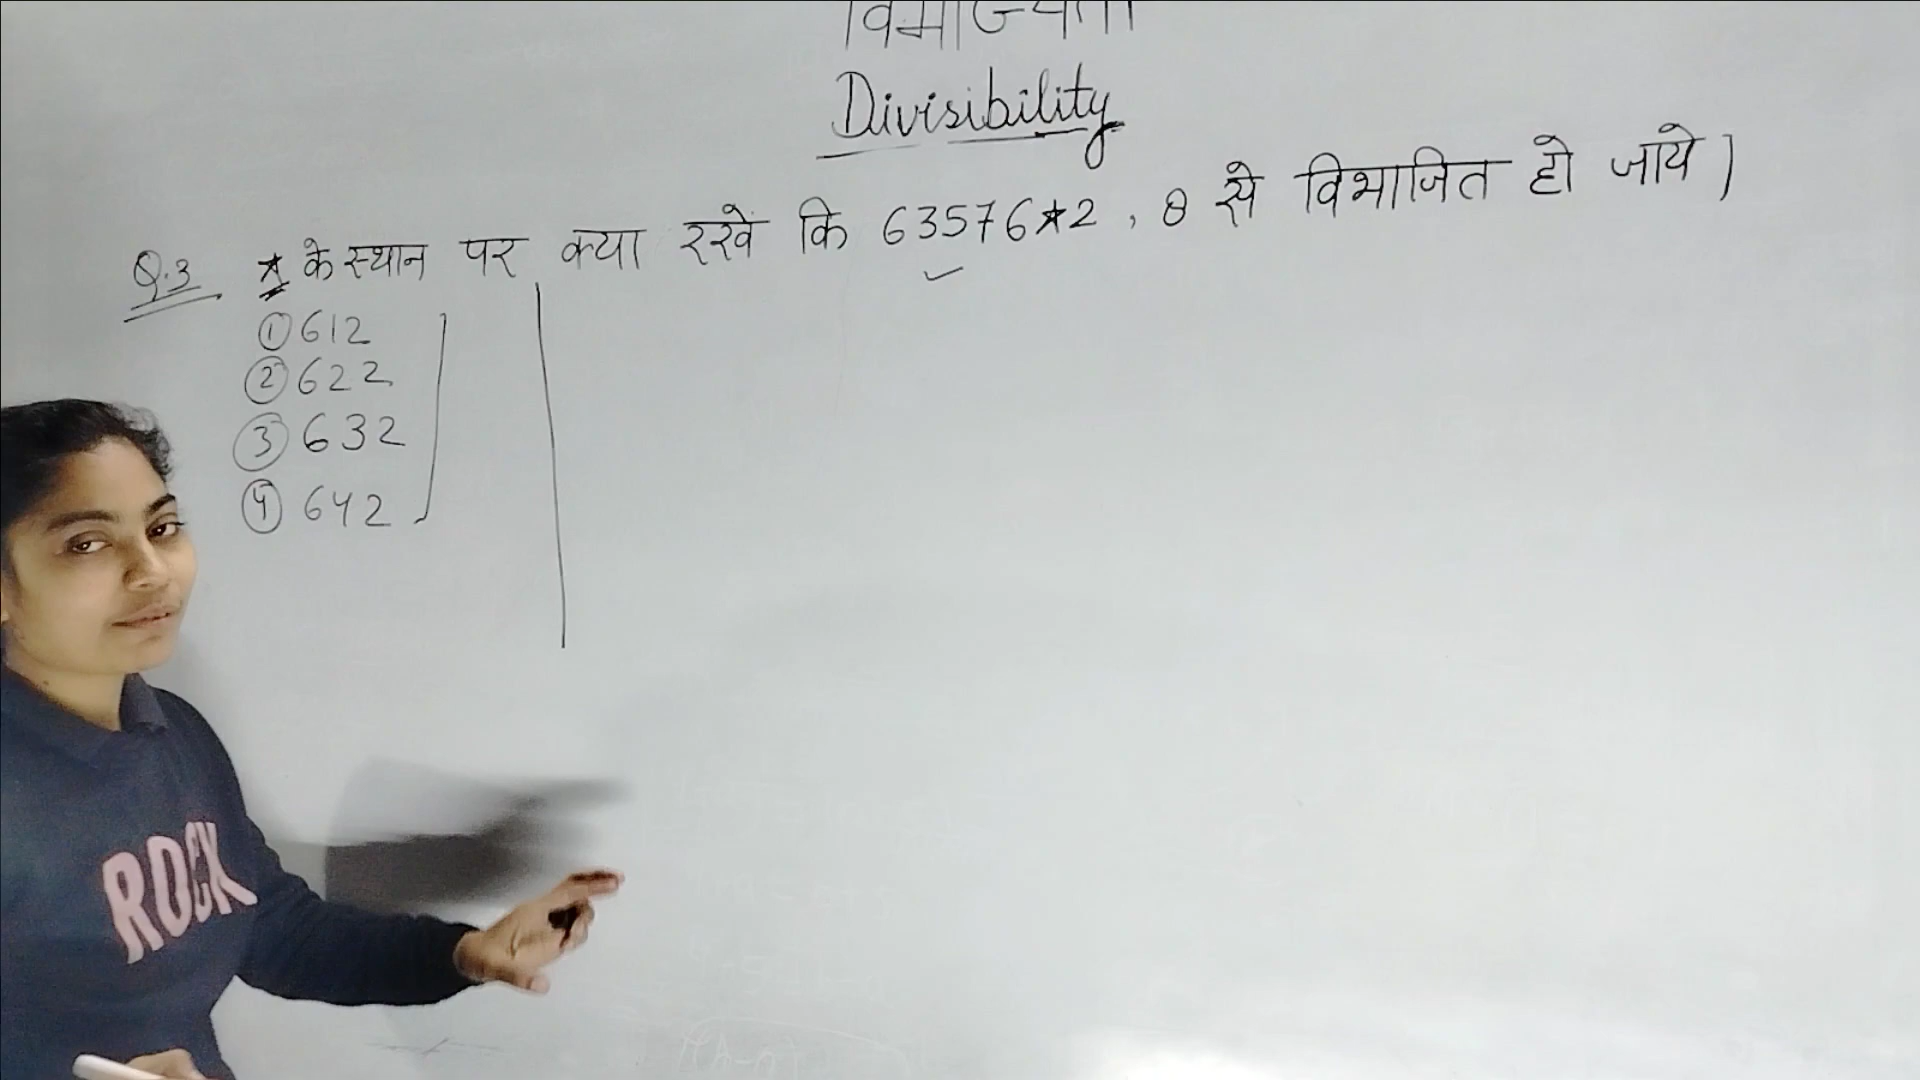 विभाज्यता
Divisibility
Q.3 * के स्थान पर क्या रखें कि 63576*2, 8 से विभाजित हो जाये।
① 612
② 622
③ 632
④ 642
ROCK